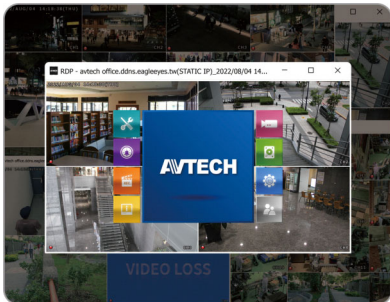 RDP - avtech office.ddns.eagleeyes.tw(STATIC IP)_2022/08/04 14...
AVTECH
VIDEO LOSS